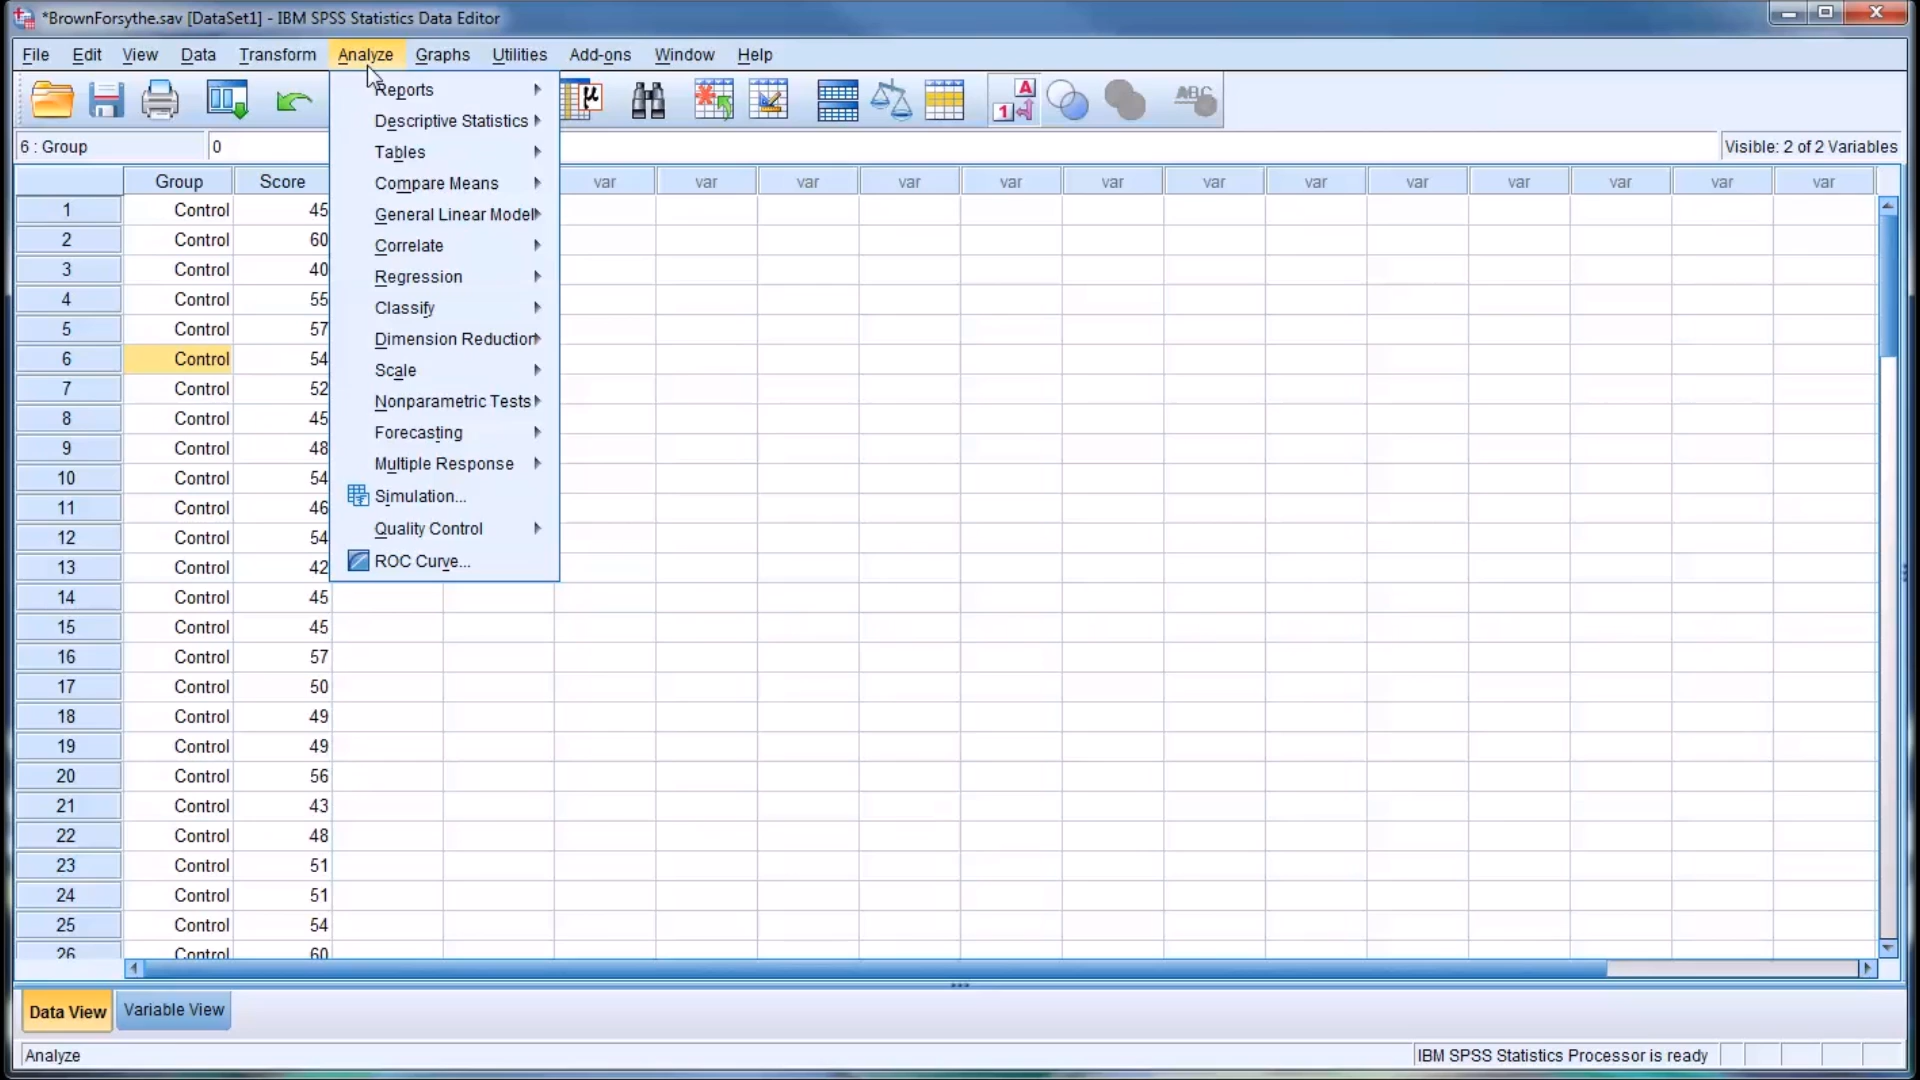 *BrownForsythe.sav [DataSet1] - IBM SPSS Statistics Data Editor
File Edit View Data Transform Analyze Graphs Utilities Add-ons Window Help
6 : Group 0 Visible: 2 of 2 Variables
Reports
Descriptive Statistics
Tables
Compare Means
General Linear Model
Correlate
Regression
Classify
Dimension Reduction
Scale
Nonparametric Tests
Forecasting
Multiple Response
Simulation...
Quality Control
ROC Curve...
μ
A
1
ABC
Group Score var var var var var var var var var var var var var
1 Control 45
2 Control 60
3 Control 40
4 Control 55
5 Control 57
6 Control 54
7 Control 52
8 Control 45
9 Control 48
10 Control 54
11 Control 46
12 Control 54
13 Control 42
14 Control 45
15 Control 45
16 Control 57
17 Control 50
18 Control 49
19 Control 49
20 Control 56
21 Control 43
22 Control 48
23 Control 51
24 Control 51
25 Control 54
26 Control 60
Data View Variable View
Analyze IBM SPSS Statistics Processor is ready